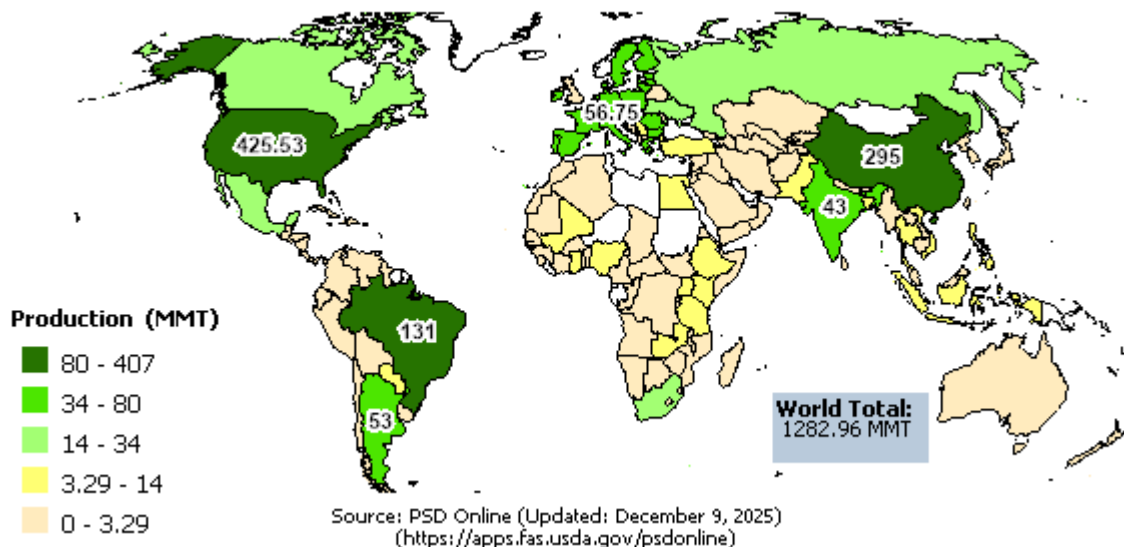 56.75
425.53
295
43
131
53
Production (MMT)
80 - 407
34 - 80
14 - 34
3.29 - 14
0 - 3.29
World Total:
1282.96 MMT
Source: PSD Online (Updated: December 9, 2025)
(https://apps.fas.usda.gov/psdonline)